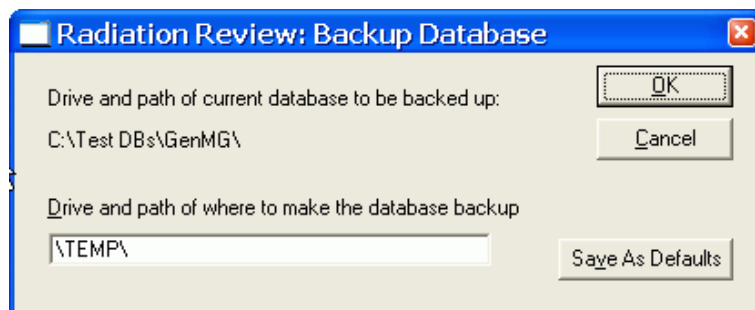 Radiation Review: Backup Database
Drive and path of current database to be backed up:
OK
C:\Test DBs\GenMG\
Cancel
Drive and path of where to make the database backup
\TEMP\
Save As Defaults